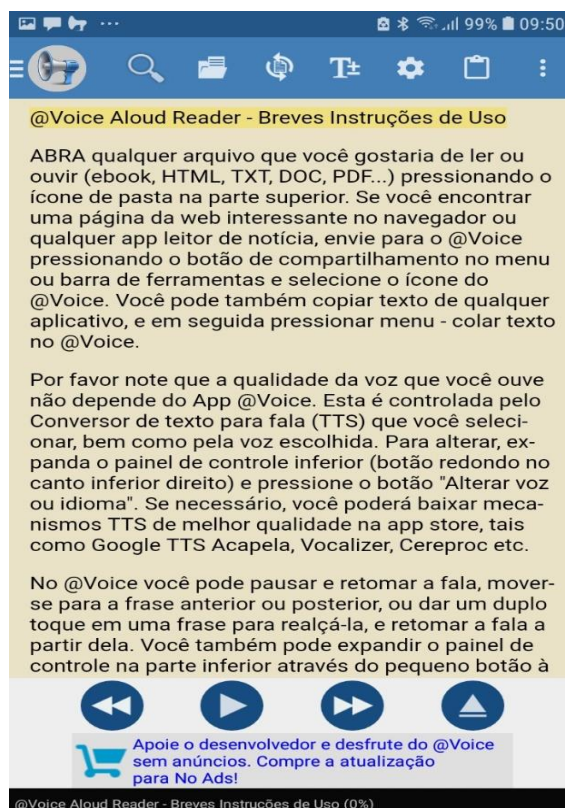 99% 09:50
T±
@Voice Aloud Reader - Breves Instruções de Uso
ABRA qualquer arquivo que você gostaria de ler ou
ouvir (ebook, HTML, TXT, DOC, PDF...) pressionando o
ícone de pasta na parte superior. Se você encontrar
uma página da web interessante no navegador ou
qualquer app leitor de notícia, envie para o @Voice
pressionando o botão de compartilhamento no menu
ou barra de ferramentas e selecione o ícone do
@Voice. Você pode também copiar texto de qualquer
aplicativo, e em seguida pressionar menu - colar texto
no @Voice.
Por favor note que a qualidade da voz que você ouve
não depende do App @Voice. Esta é controlada pelo
Conversor de texto para fala (TTS) que você seleci-
onar, bem como pela voz escolhida. Para alterar, ex-
panda o painel de controle inferior (botão redondo no
canto inferior direito) e pressione o botão "Alterar voz
ou idioma". Se necessário, você poderá baixar meca-
nismos TTS de melhor qualidade na app store, tais
como Google TTS Acapela, Vocalizer, Cereproc etc.
No @Voice você pode pausar e retomar a fala, mover-
se para a frase anterior ou posterior, ou dar um duplo
toque em uma frase para realçá-la, e retomar a fala a
partir dela. Você também pode expandir o painel de
controle na parte inferior através do pequeno botão à
Apoie o desenvolvedor e desfrute do @Voice
sem anúncios. Compre a atualização
para No Ads!
@Voice Aloud Reader - Breves Instruções de Uso (0%)